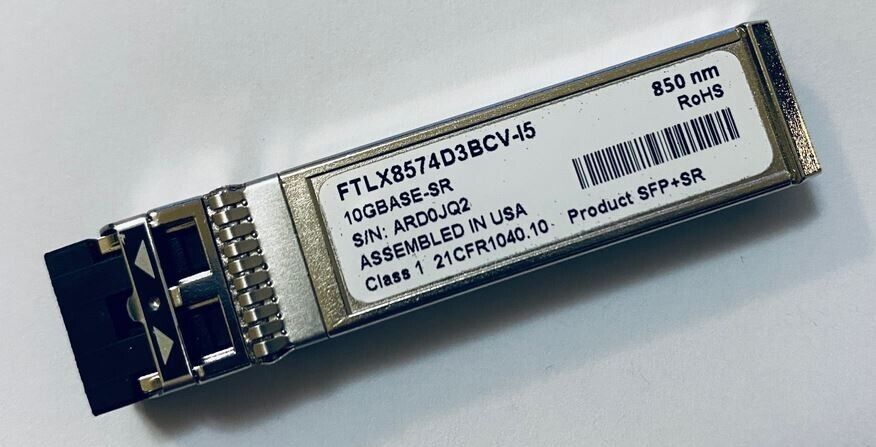 FTLX8574D3BCV-I5
10GBASE-SR
S/N: ARD0JQ2
ASSEMBLED IN USA
Class 1 21CFR1040.10
850 nm
RoHS
Product SFP+SR